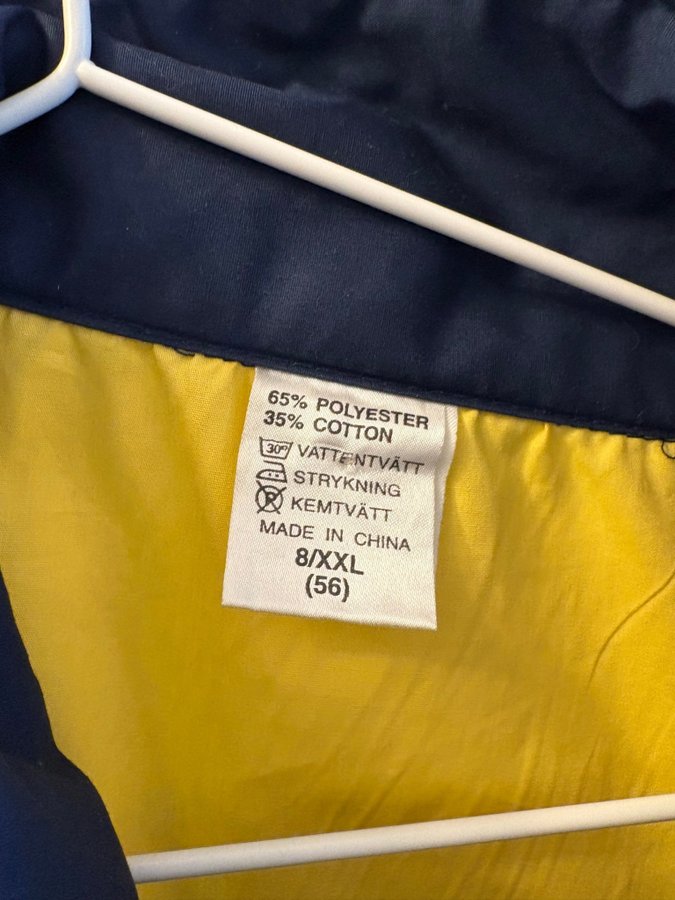 65% POLYESTER
35% COTTON
30° VATTENTVÄTT
STRYKNING
P KEMTVÄTT
MADE IN CHINA
8/XXL
(56)